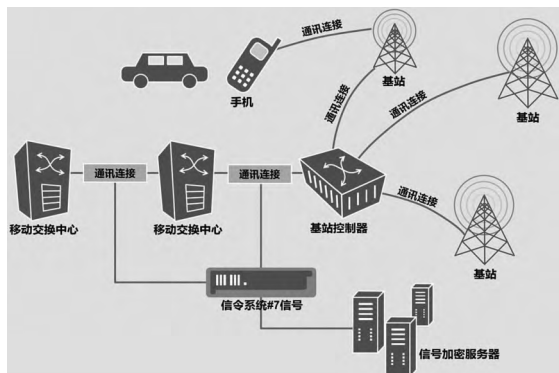 通讯连接
手机
基站
基站
通讯连接
通讯连接
通讯连接
通讯连接
通讯连接
移动交换中心
移动交换中心
基站控制器
基站
信令系统#7信号
信号加密服务器